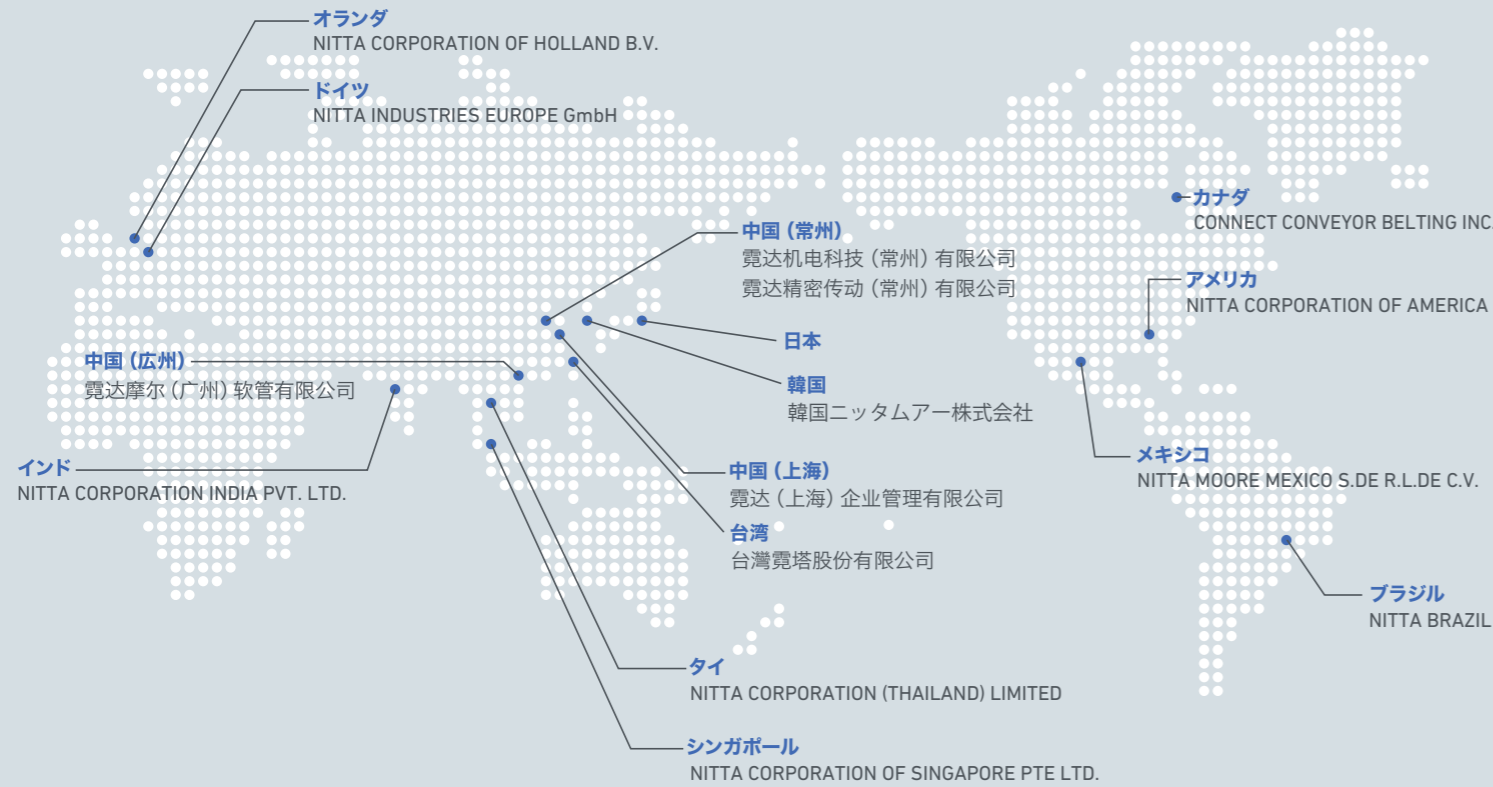 オランダ
NITTA CORPORATION OF HOLLAND B.V.
ドイツ
NITTA INDUSTRIES EUROPE GmbH
カナダ
CONNECT CONVEYOR BELTING INC.
中国（常州）
霓达机电科技（常州）有限公司
霓达精密传动（常州）有限公司
アメリカ
NITTA CORPORATION OF AMERICA
日本
中国（広州）
霓达摩尔（广州）软管有限公司
韓国
韓国ニッタムアー株式会社
メキシコ
NITTA MOORE MEXICO S.DE R.L.DE C.V.
インド
NITTA CORPORATION INDIA PVT. LTD.
中国（上海）
霓达（上海）企业管理有限公司
台湾
台灣霓塔股份有限公司
ブラジル
NITTA BRAZIL
タイ
NITTA CORPORATION (THAILAND) LIMITED
シンガポール
NITTA CORPORATION OF SINGAPORE PTE LTD.